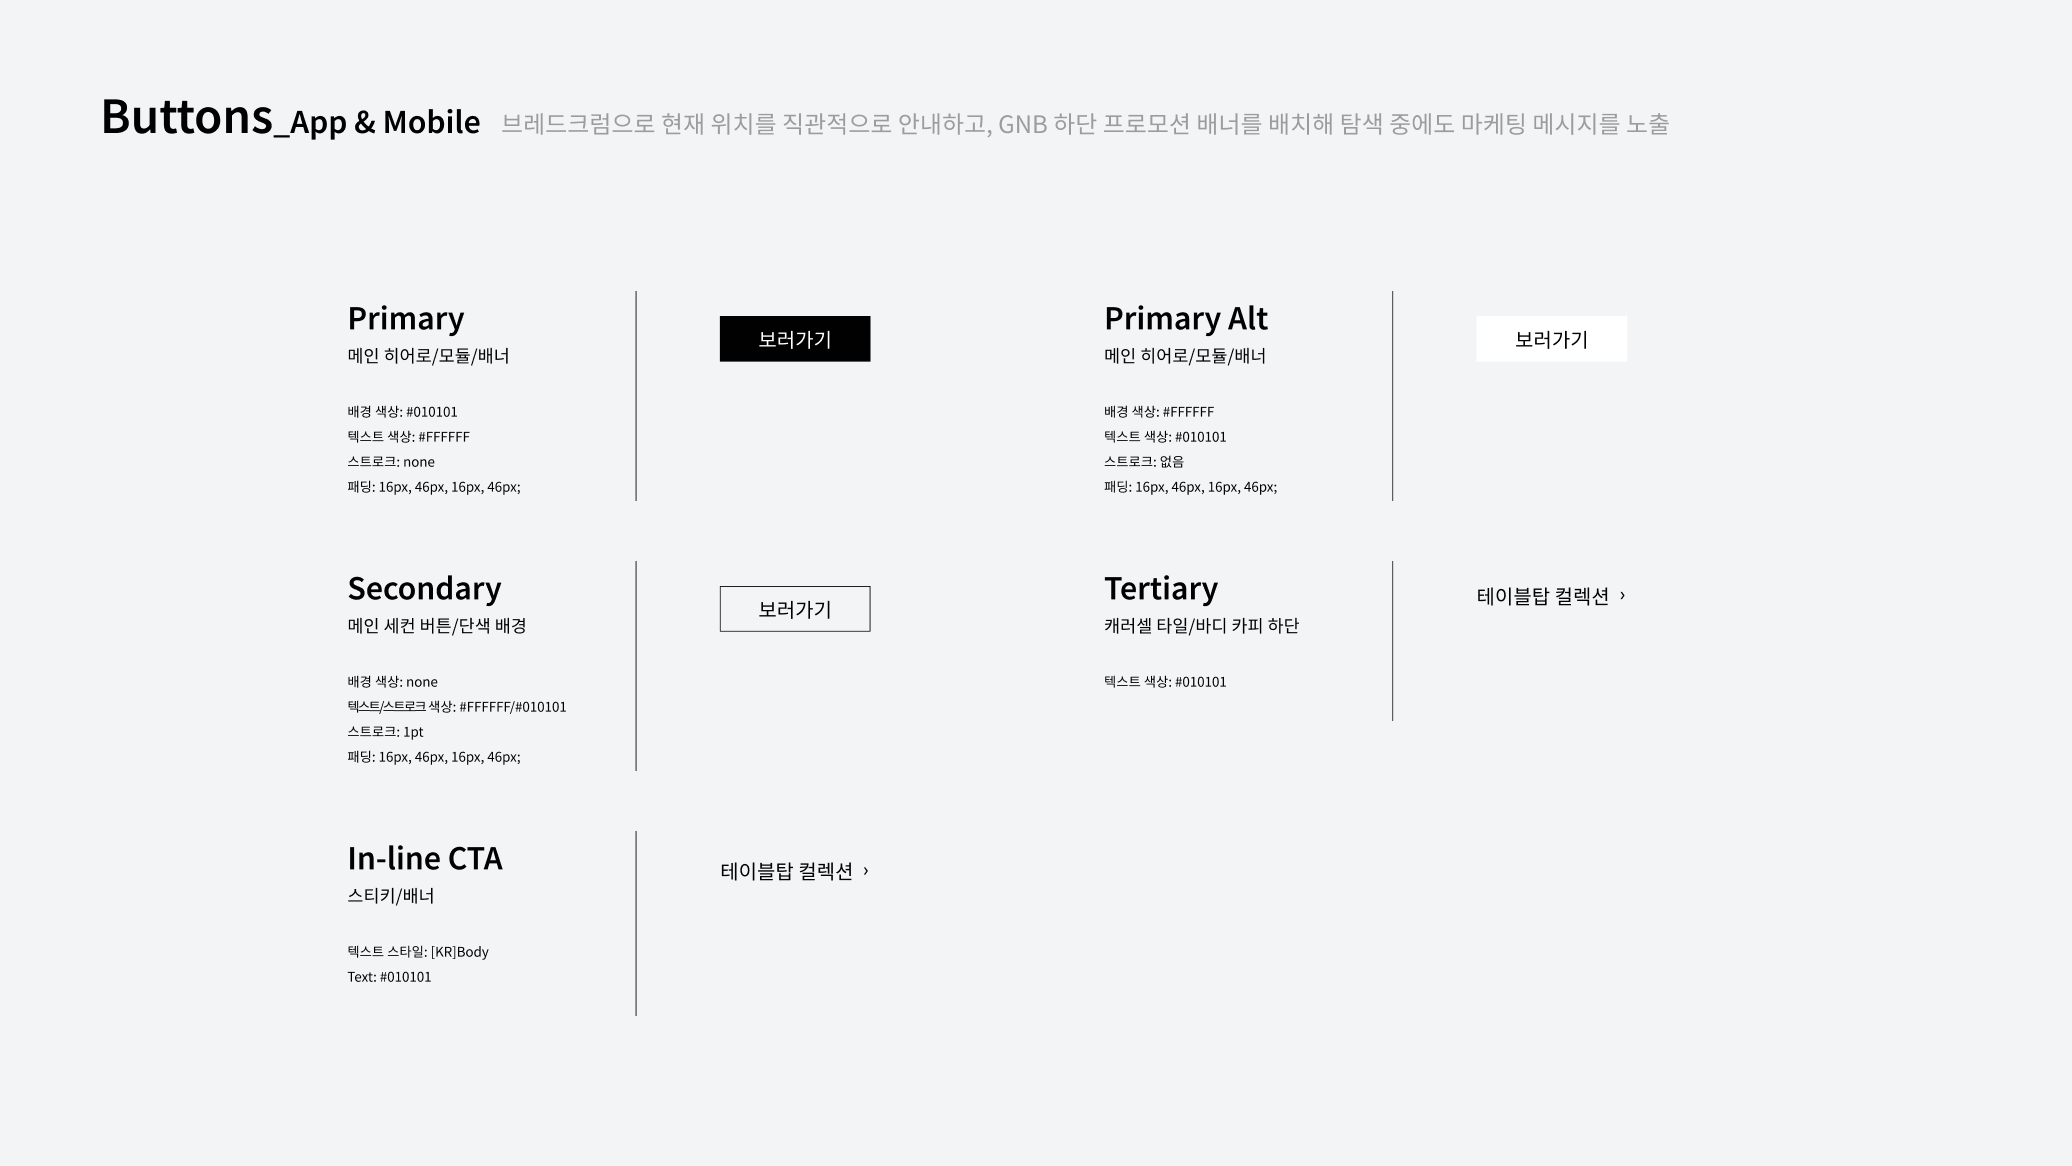 Buttons_App & Mobile 브레드크럼으로 현재 위치를 직관적으로 안내하고, GNB 하단 프로모션 배너를 배치해 탐색 중에도 마케팅 메시지를 노출
Primary
메인 히어로/모듈/배너
배경 색상: #010101
텍스트 색상: #FFFFFF
스트로크: none
패딩: 16px, 46px, 16px, 46px;
보러가기
Primary Alt
메인 히어로/모듈/배너
배경 색상: #FFFFFF
텍스트 색상: #010101
스트로크: 없음
패딩: 16px, 46px, 16px, 46px;
보러가기
Secondary
메인 세컨 버튼/단색 배경
배경 색상: none
텍스트/스트로크 색상: #FFFFFF/#010101
스트로크: 1pt
패딩: 16px, 46px, 16px, 46px;
보러가기
Tertiary
캐러셀 타일/바디 카피 하단
텍스트 색상: #010101
테이블탑 컬렉션 ›
In-line CTA
스티키/배너
텍스트 스타일: [KR]Body
Text: #010101
테이블탑 컬렉션 ›